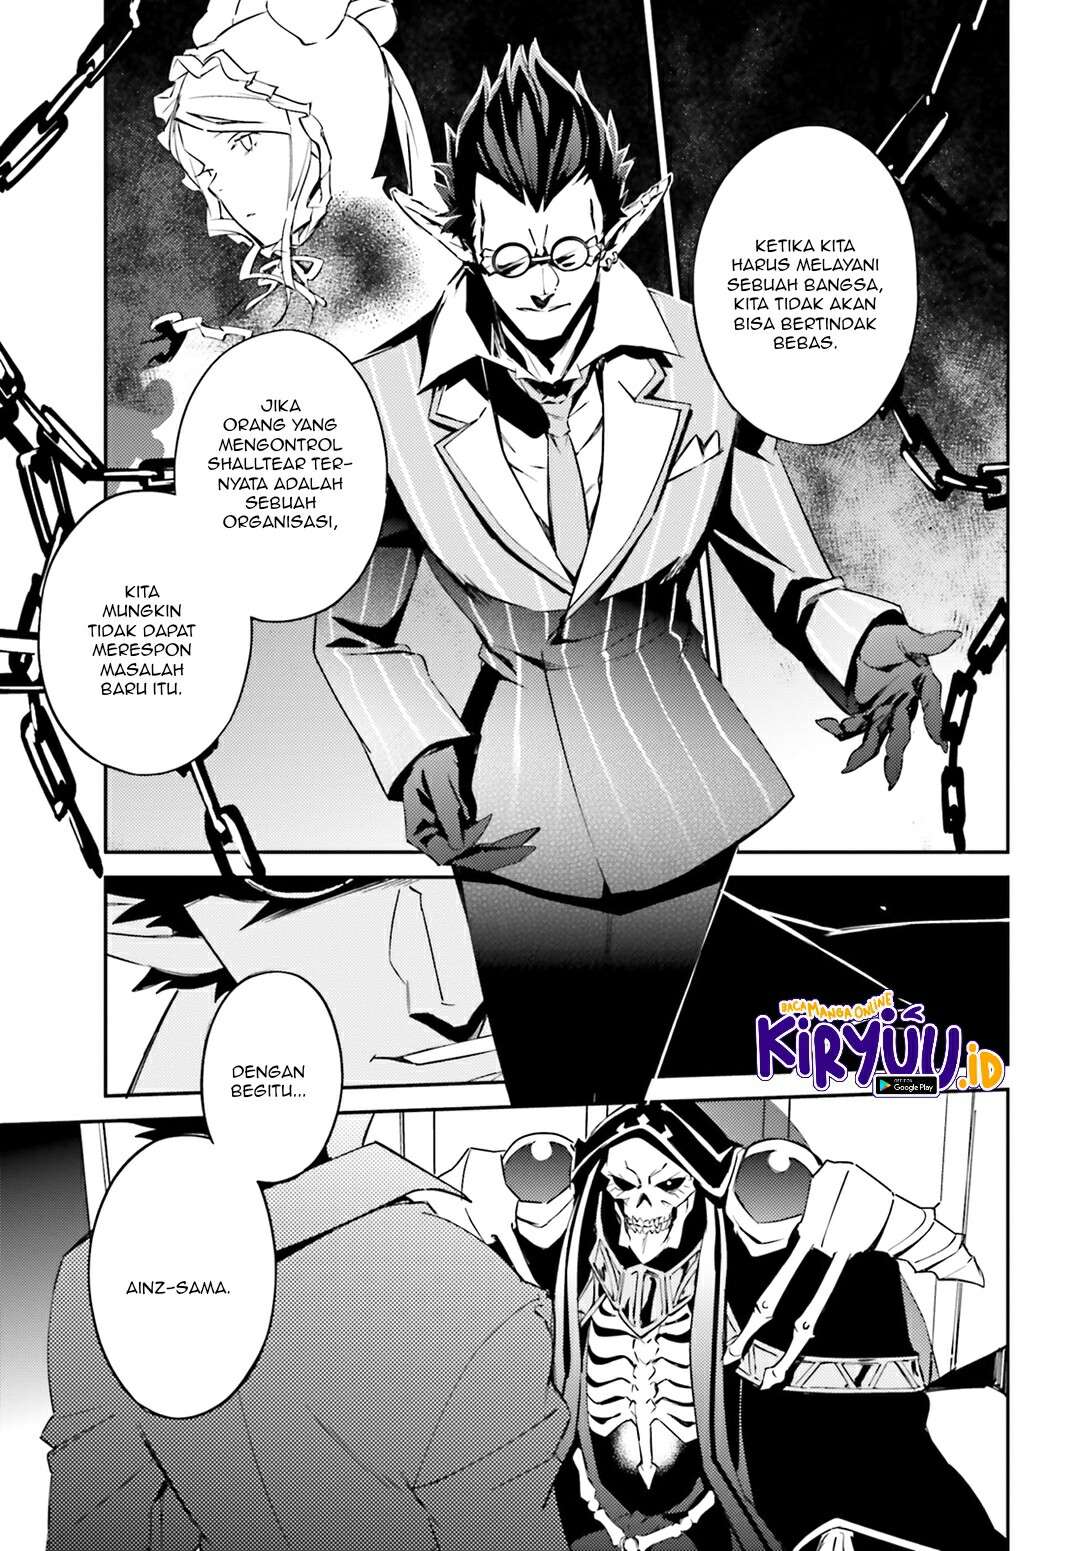 KETIKA KITA
HARUS MELAYANI
SEBUAH BANGSA,
KITA TIDAK AKAN
BISA BERTINDAK
BEBAS.
JIKA
ORANG YANG
MENGONTROL
SHALLTEAR TER-
NYATA ADALAH
SEBUAH
ORGANISASI,
KITA
MUNGKIN
TIDAK DAPAT
MERESPON
MASALAH
BARU ITU.
DENGAN
BEGITU...
BACA MANGA ONLINE
KIRYUU.ID
Google Play
AINZ-SAMA.